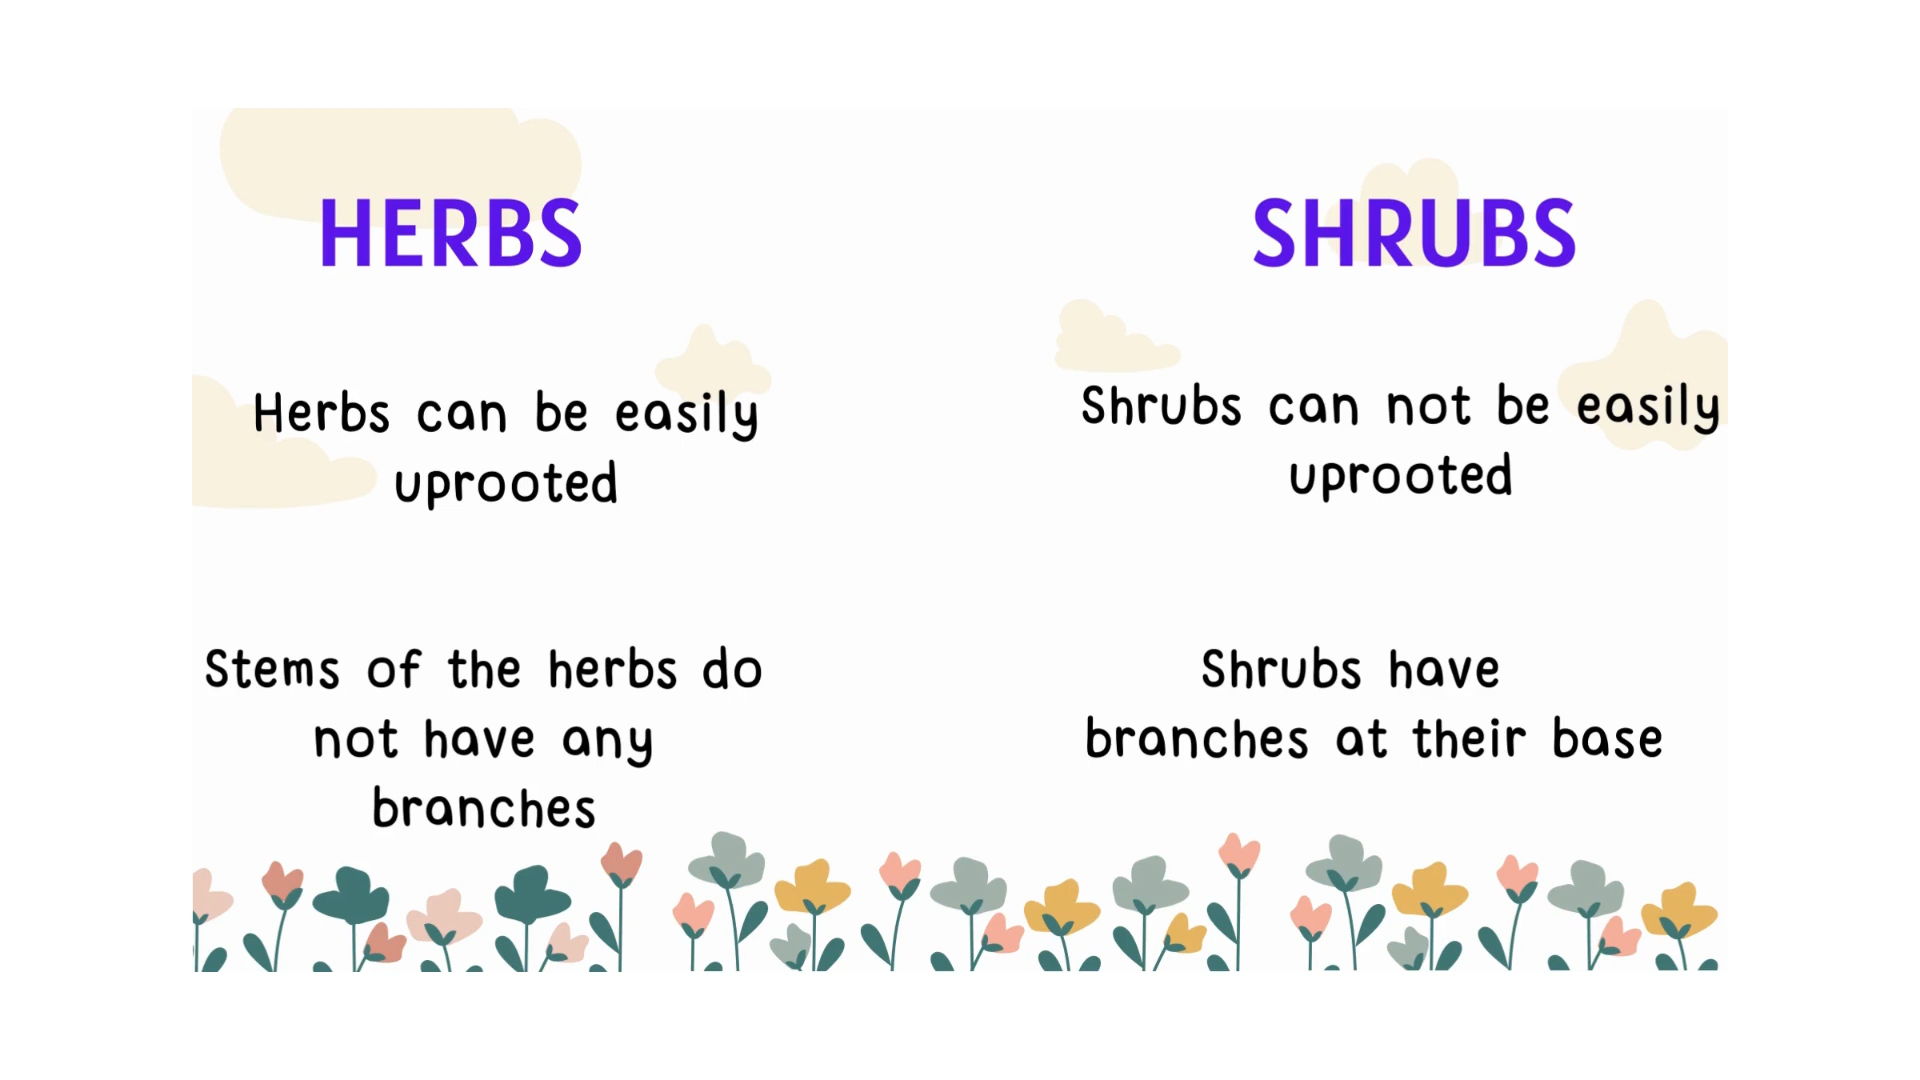 HERBS
SHRUBS
Herbs can be easily
uprooted
Shrubs can not be easily
uprooted
Stems of the herbs do
not have any
branches
Shrubs have
branches at their base